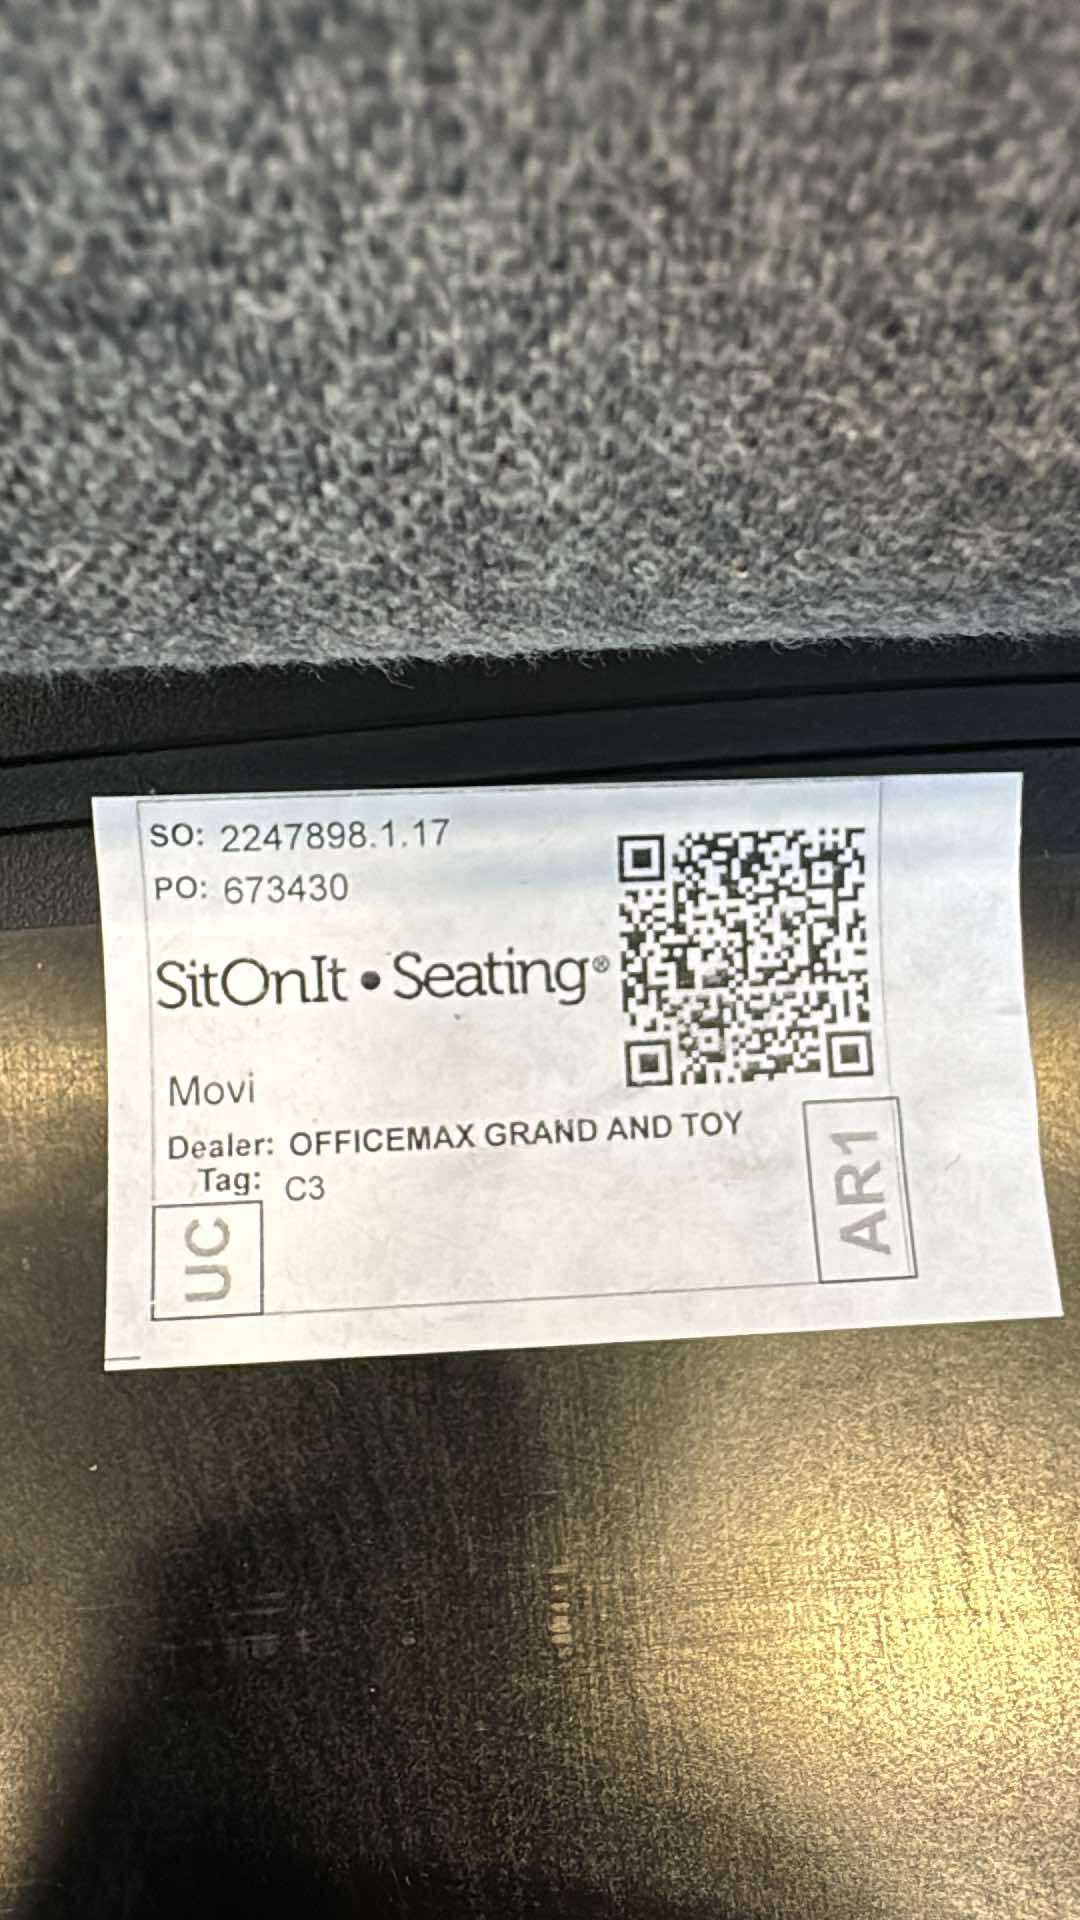 SO: 2247898.1.17
PO: 673430
SitOnIt • Seating®
Movi
Dealer: OFFICEMAX GRAND AND TOY
Tag: C3
UC
AR1